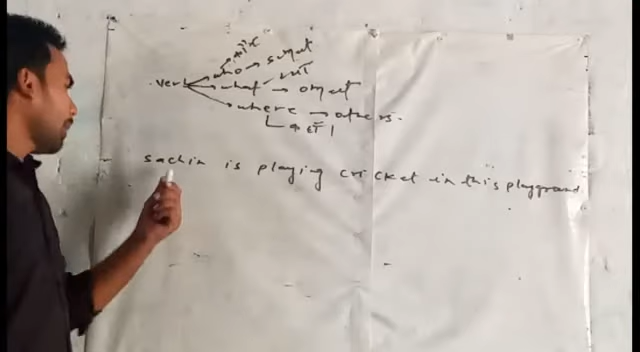 verb who → subject
what → object
where → others.
sachin is playing cricket in this playground